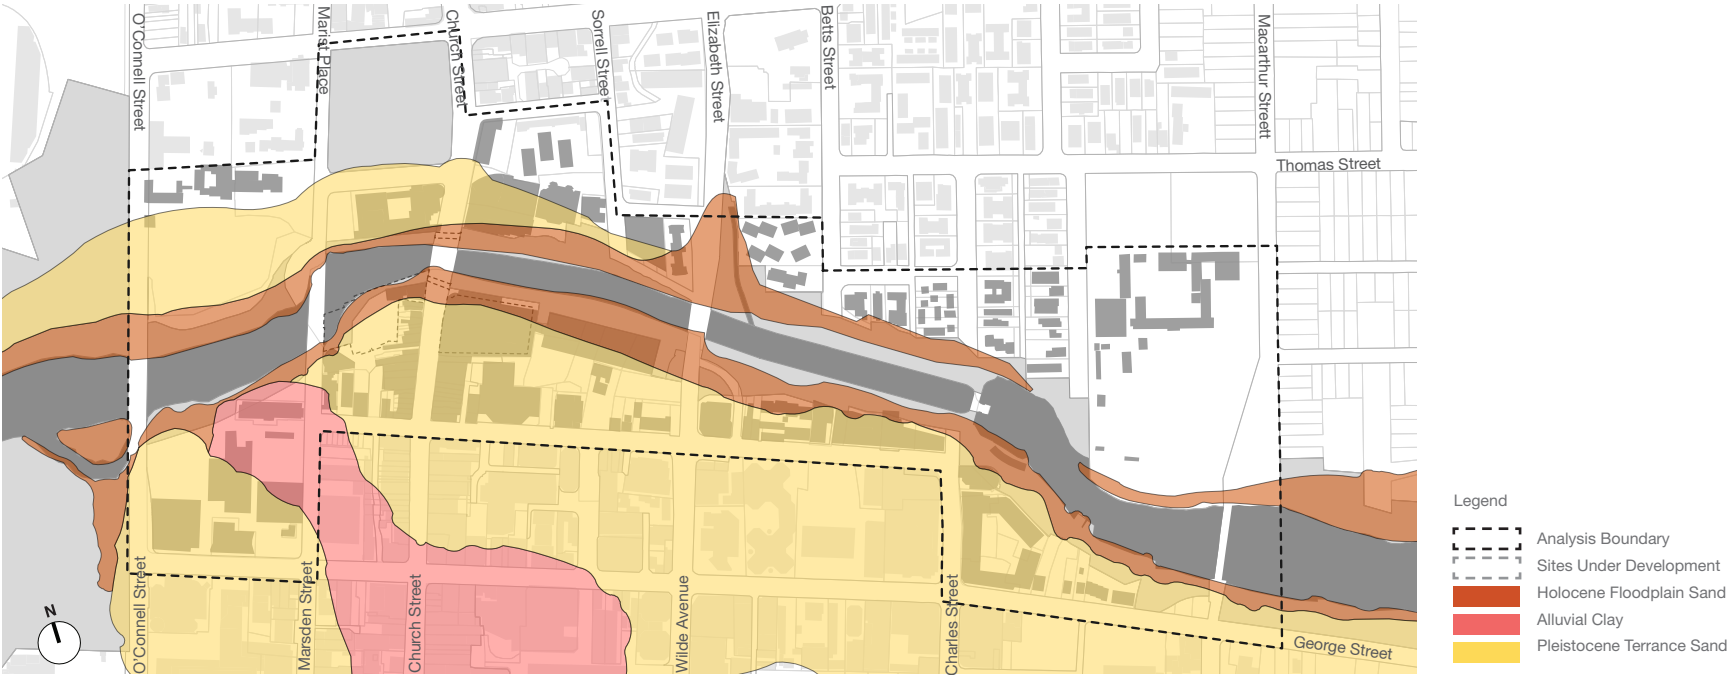 O'Connell Street
Marist Place
Church Street
Sorrell Street
Elizabeth Street
Betts Street
Macarthur Streett
Thomas Street
Legend
Analysis Boundary
Sites Under Development
Holocene Floodplain Sand
Alluvial Clay
Pleistocene Terrance Sand
N
O'Connell Street
Marsden Street
Church Street
Wilde Avenue
Charles Street
George Street